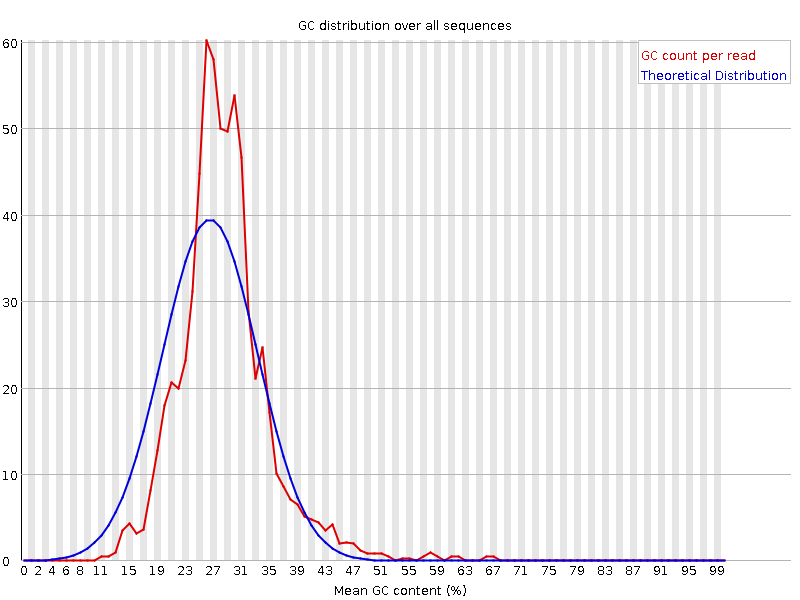 GC distribution over all sequences
GC count per read
Theoretical Distribution
60
50
40
30
20
10
0
0 2 4 6 8 11 15 19 23 27 31 35 39 43 47 51 55 59 63 67 71 75 79 83 87 91 95 99
Mean GC content (%)